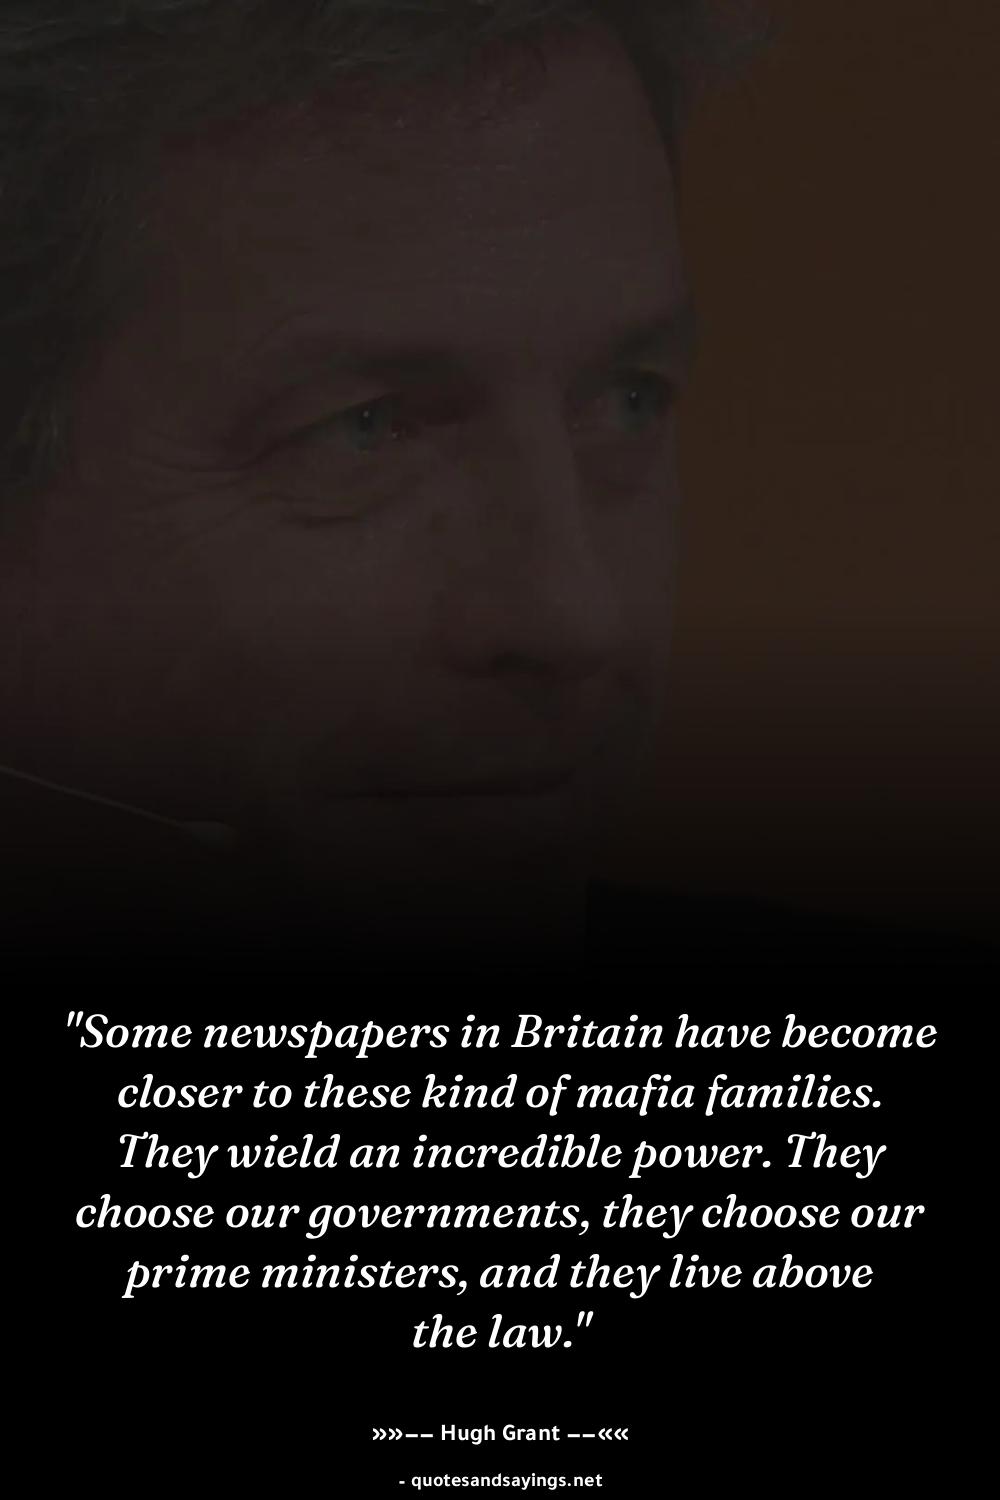 "Some newspapers in Britain have become
closer to these kind of mafia families.
They wield an incredible power. They
choose our governments, they choose our
prime ministers, and they live above
the law."
»»–– Hugh Grant ––««
- quotesandsayings.net